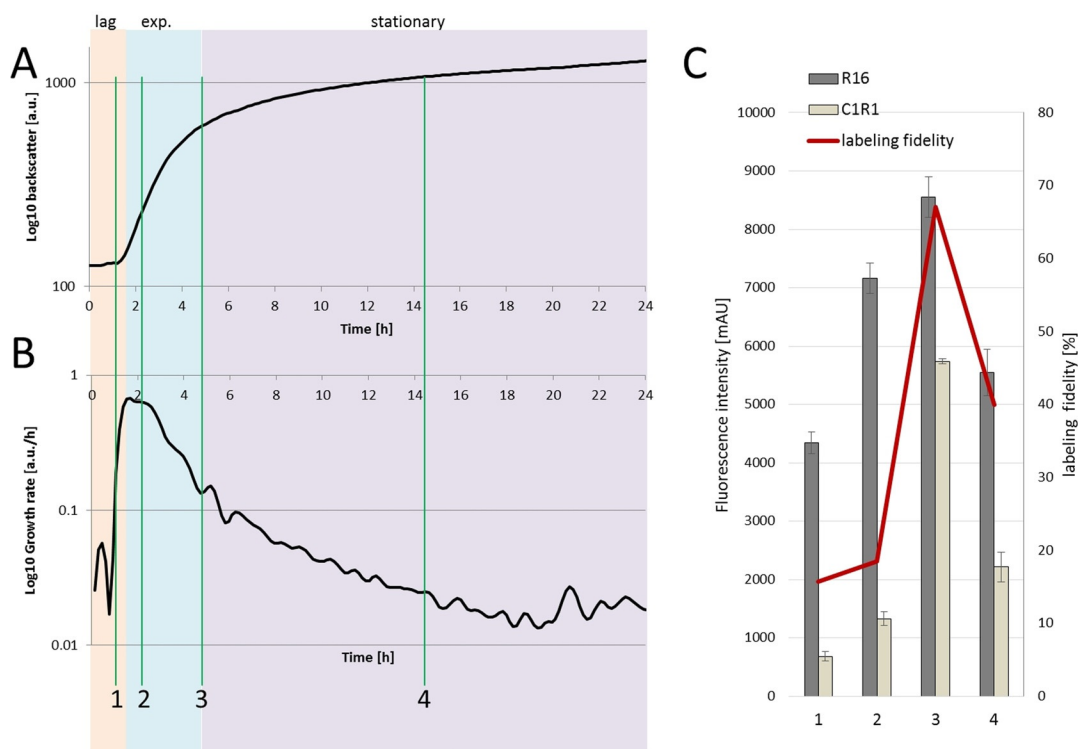 lag exp. stationary
A
Log10 backscatter [a.u.]
1000
100
0 2 4 6 8 10 12 14 16 18 20 22 24
Time [h]
B
Log10 Growth rate [a.u./h]
1
0 2 4 6 8 10 12 14 16 18 20 22 24
0.1
0.01
Time [h]
1 2 3 4
C
R16
C1R1
labeling fidelity
Fluorescence intensity [mAU]
10000
9000
8000
7000
6000
5000
4000
3000
2000
1000
0
80
70
60
50
40
30
20
10
0
labeling fidelity [%]
1 2 3 4